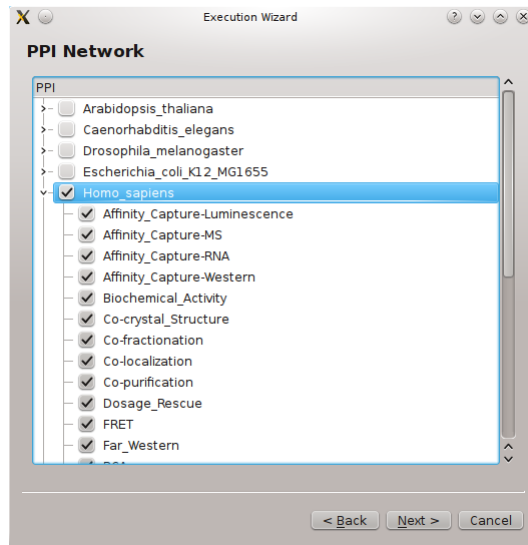 Execution Wizard
PPI Network
PPI
Arabidopsis_thaliana
Caenorhabditis_elegans
Drosophila_melanogaster
Escherichia_coli_K12_MG1655
Homo_sapiens
Affinity_Capture-Luminescence
Affinity_Capture-MS
Affinity_Capture-RNA
Affinity_Capture-Western
Biochemical_Activity
Co-crystal_Structure
Co-fractionation
Co-localization
Co-purification
Dosage_Rescue
FRET
Far_Western
< Back Next > Cancel